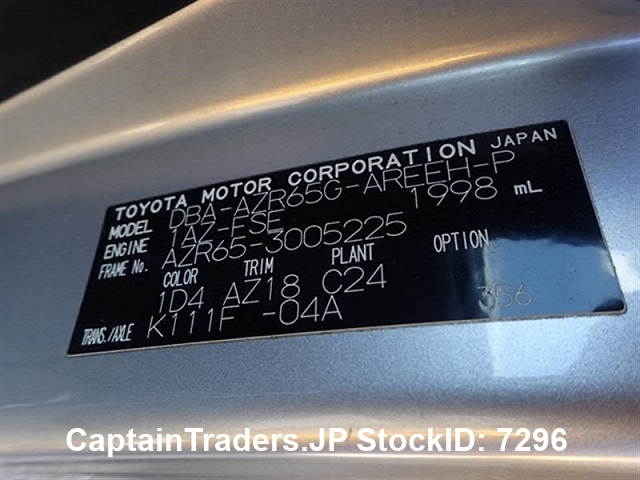 TOYOTA MOTOR CORPORATION JAPAN
MODEL DBA-AZR65G-AREEH-P
ENGINE 1AZ-FSE 1998 mL
FRAME No. AZR65-3005225
COLOR TRIM PLANT OPTION
1D4 AZ18 C24 356
TRANS./AXLE K111F -04A
CaptainTraders.JP StockID: 7296